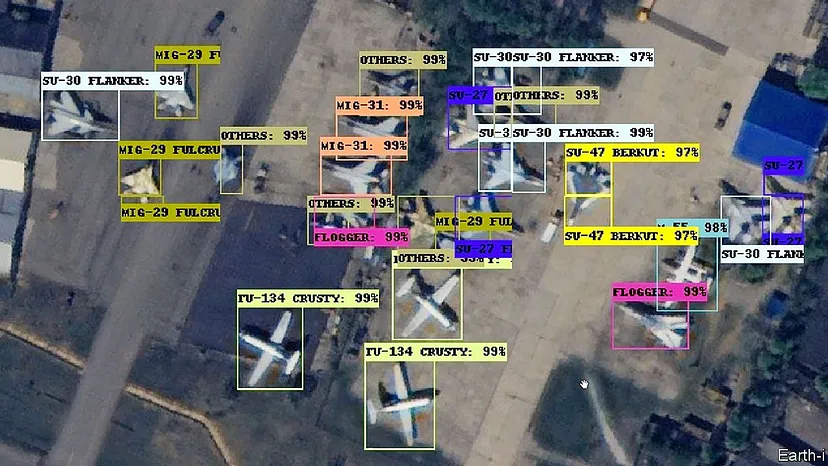 MIG-29 F
SU-30 FLANKER: 99%
OTHERS: 99%
SU-30
SU-30 FLANKER: 97%
MIG-31: 99%
SU-27
OTHERS: 99%
OTHERS: 99%
SU-30 FLANKER: 99%
MIG-31: 99%
MIG-29 FULCRU
SU-47 BERKUT: 97%
SU-27
OTHERS: 99%
MIG-29 FULCRU
MIG-29 FUL
FLOGGER: 99%
SU-47 BERKUT: 97%
98%
SU-27 F
SU-27
OTHERS:
SU-30 FLANK
TU-134 CRUSTY: 99%
FLOGGER: 99%
TU-134 CRUSTY: 99%
Earth-i